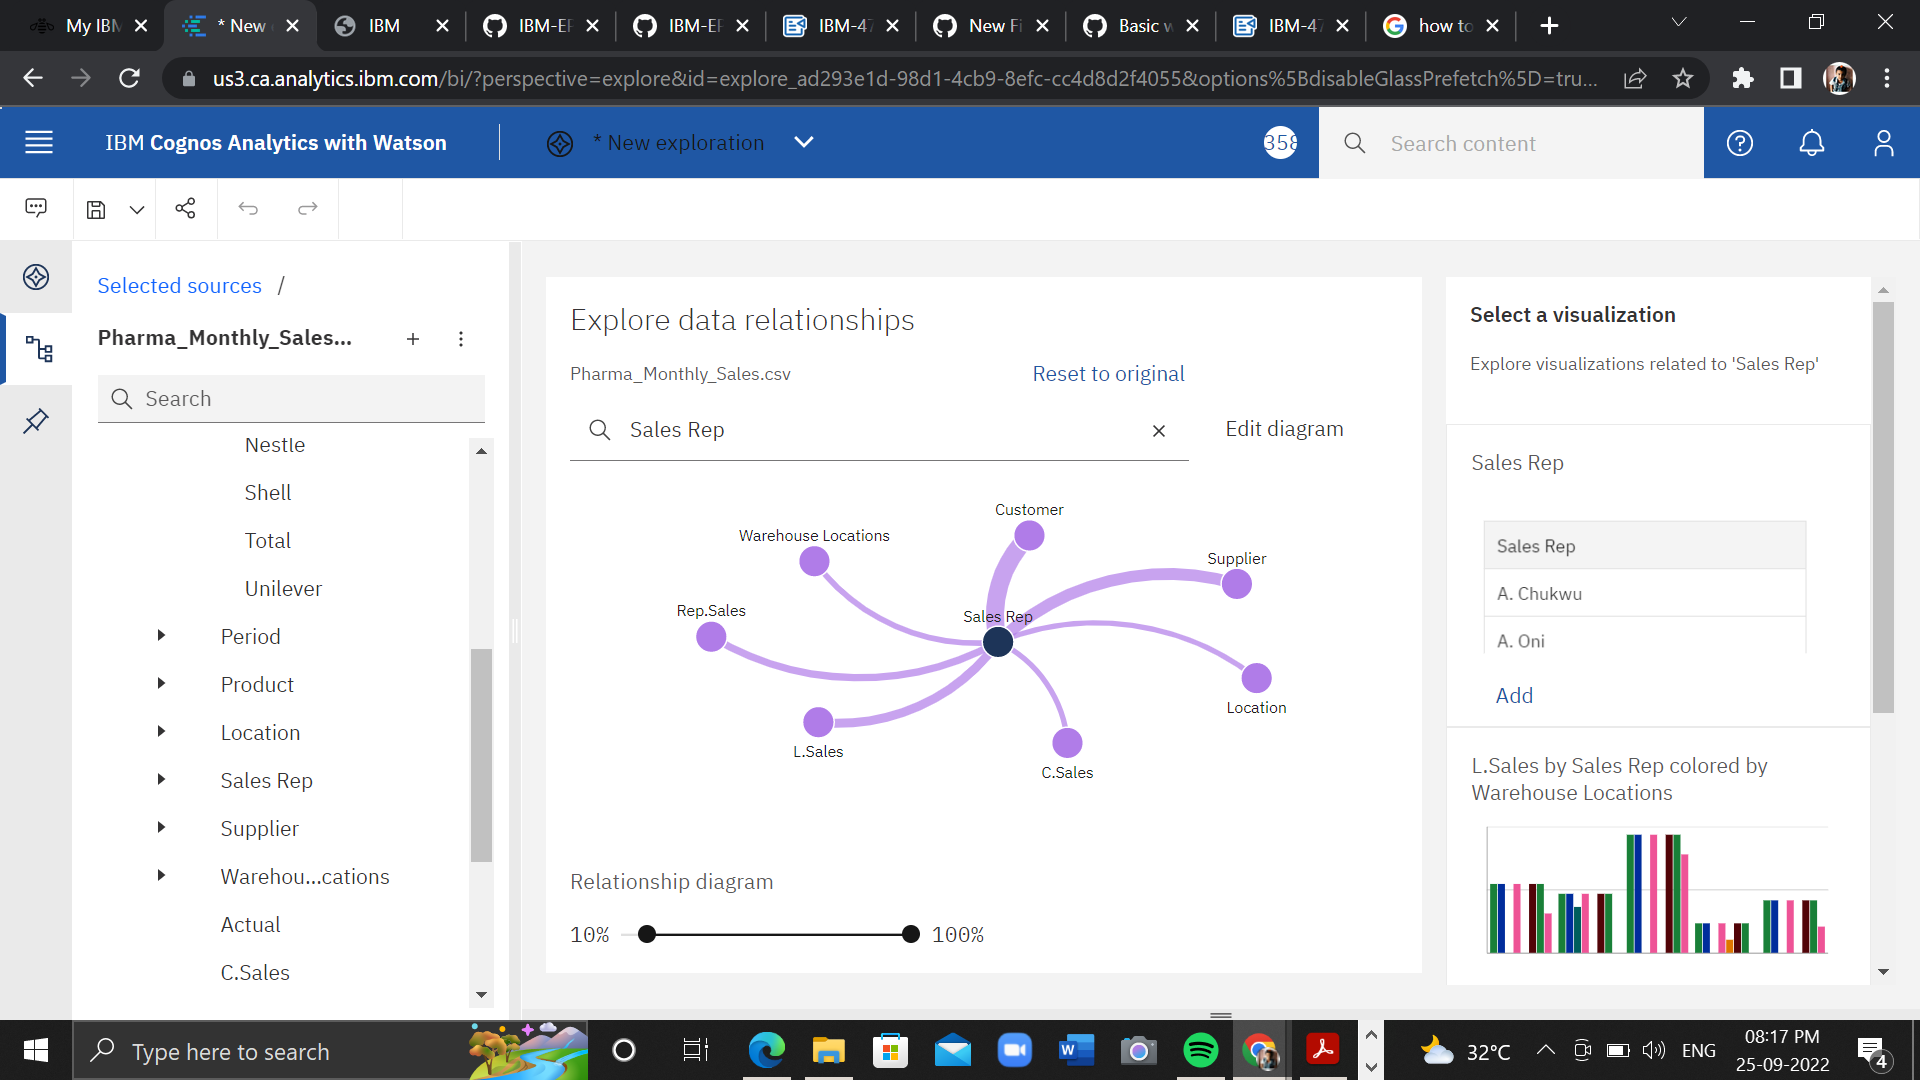 My IBM
* New
IBM
IBM-EF
IBM-EF
IBM-47
New Fi
Basic w
IBM-47
how to
us3.ca.analytics.ibm.com/bi/?perspective=explore&id=explore_ad293e1d-98d1-4cb9-8efc-cc4d8d2f4055&options%5BdisableGlassPrefetch%5D=tru...
IBM Cognos Analytics with Watson
* New exploration
358
Search content
Selected sources /
Pharma_Monthly_Sales...
Search
Nestle
Shell
Total
Unilever
Period
Product
Location
Sales Rep
Supplier
Warehou...cations
Actual
C.Sales
Explore data relationships
Pharma_Monthly_Sales.csv
Reset to original
Sales Rep
Edit diagram
Customer
Warehouse Locations
Supplier
Rep.Sales
Sales Rep
Location
L.Sales
C.Sales
Relationship diagram
10%
100%
Select a visualization
Explore visualizations related to 'Sales Rep'
Sales Rep
Sales Rep
A. Chukwu
A. Oni
Add
L.Sales by Sales Rep colored by
Warehouse Locations
Type here to search
32°C
ENG
08:17 PM
25-09-2022
4